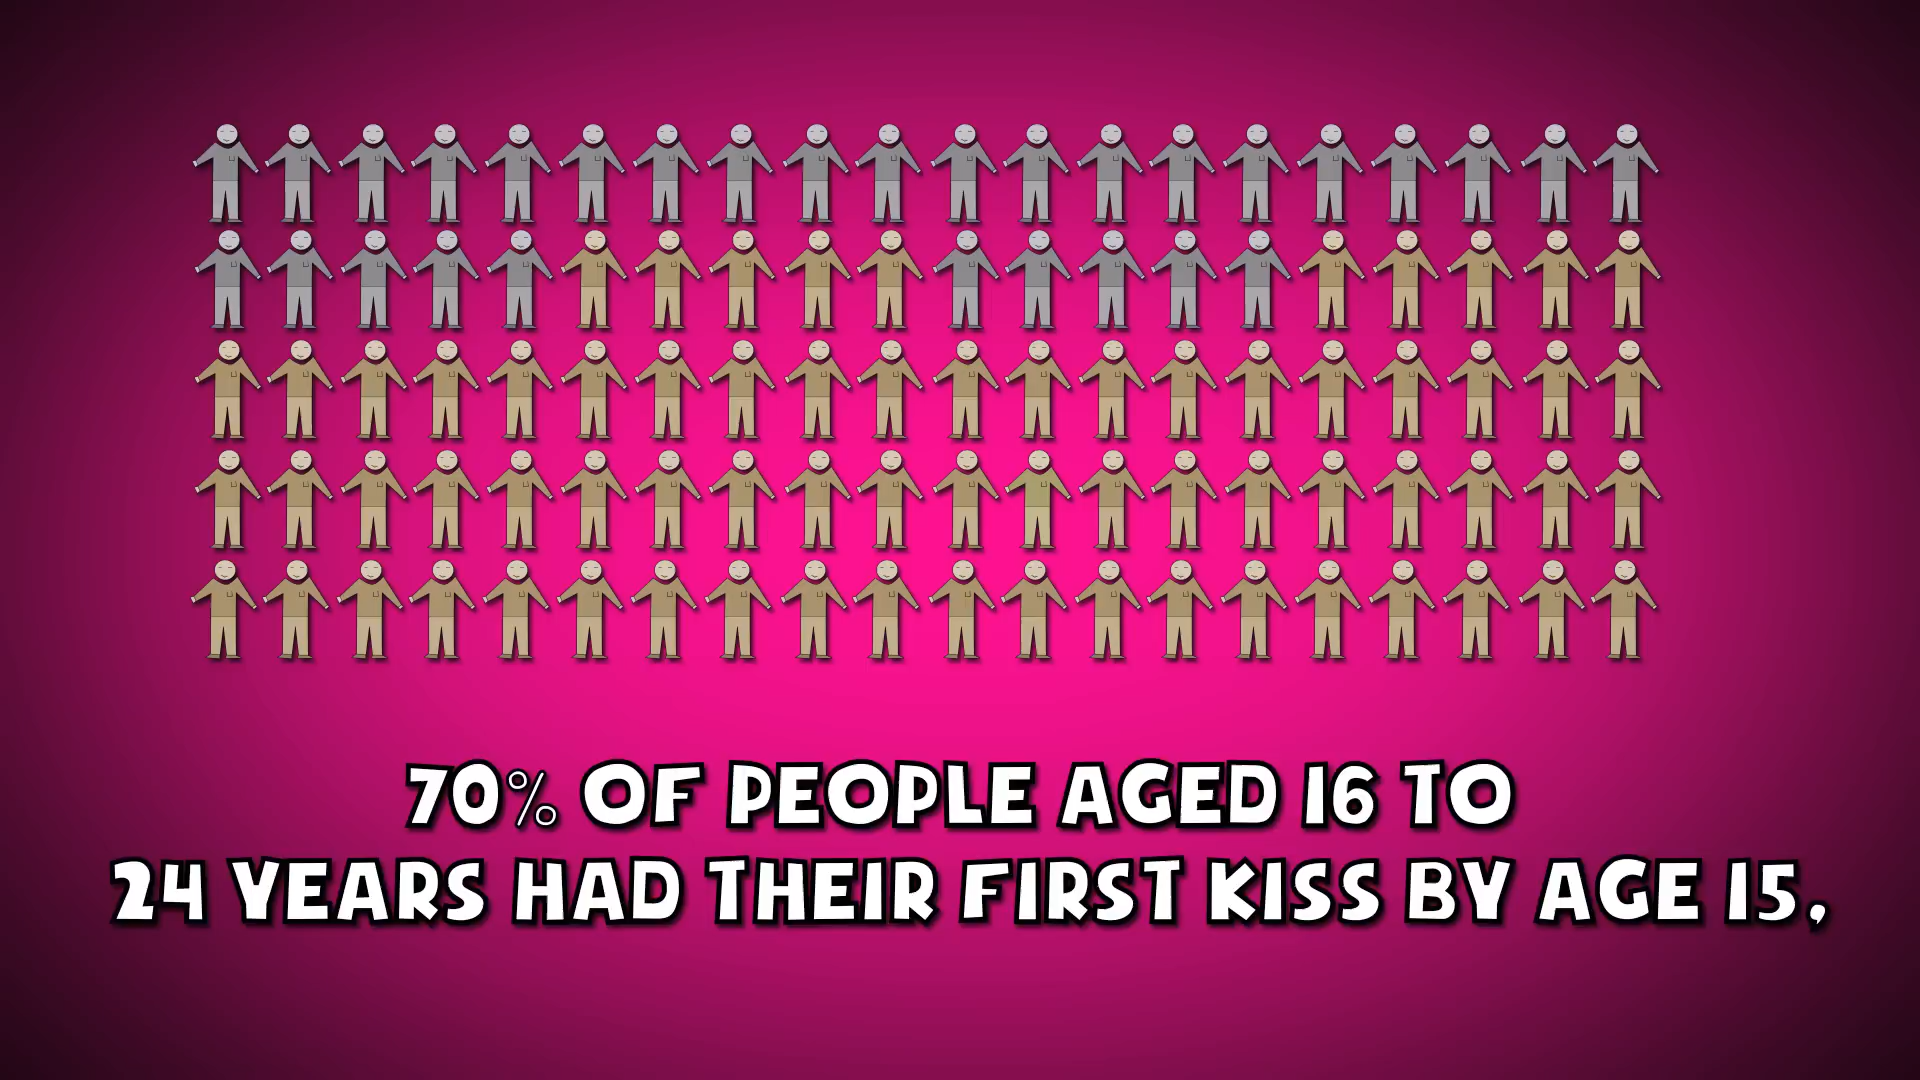 70% OF PEOPLE AGED 16 TO
24 YEARS HAD THEIR FIRST KISS BY AGE 15,